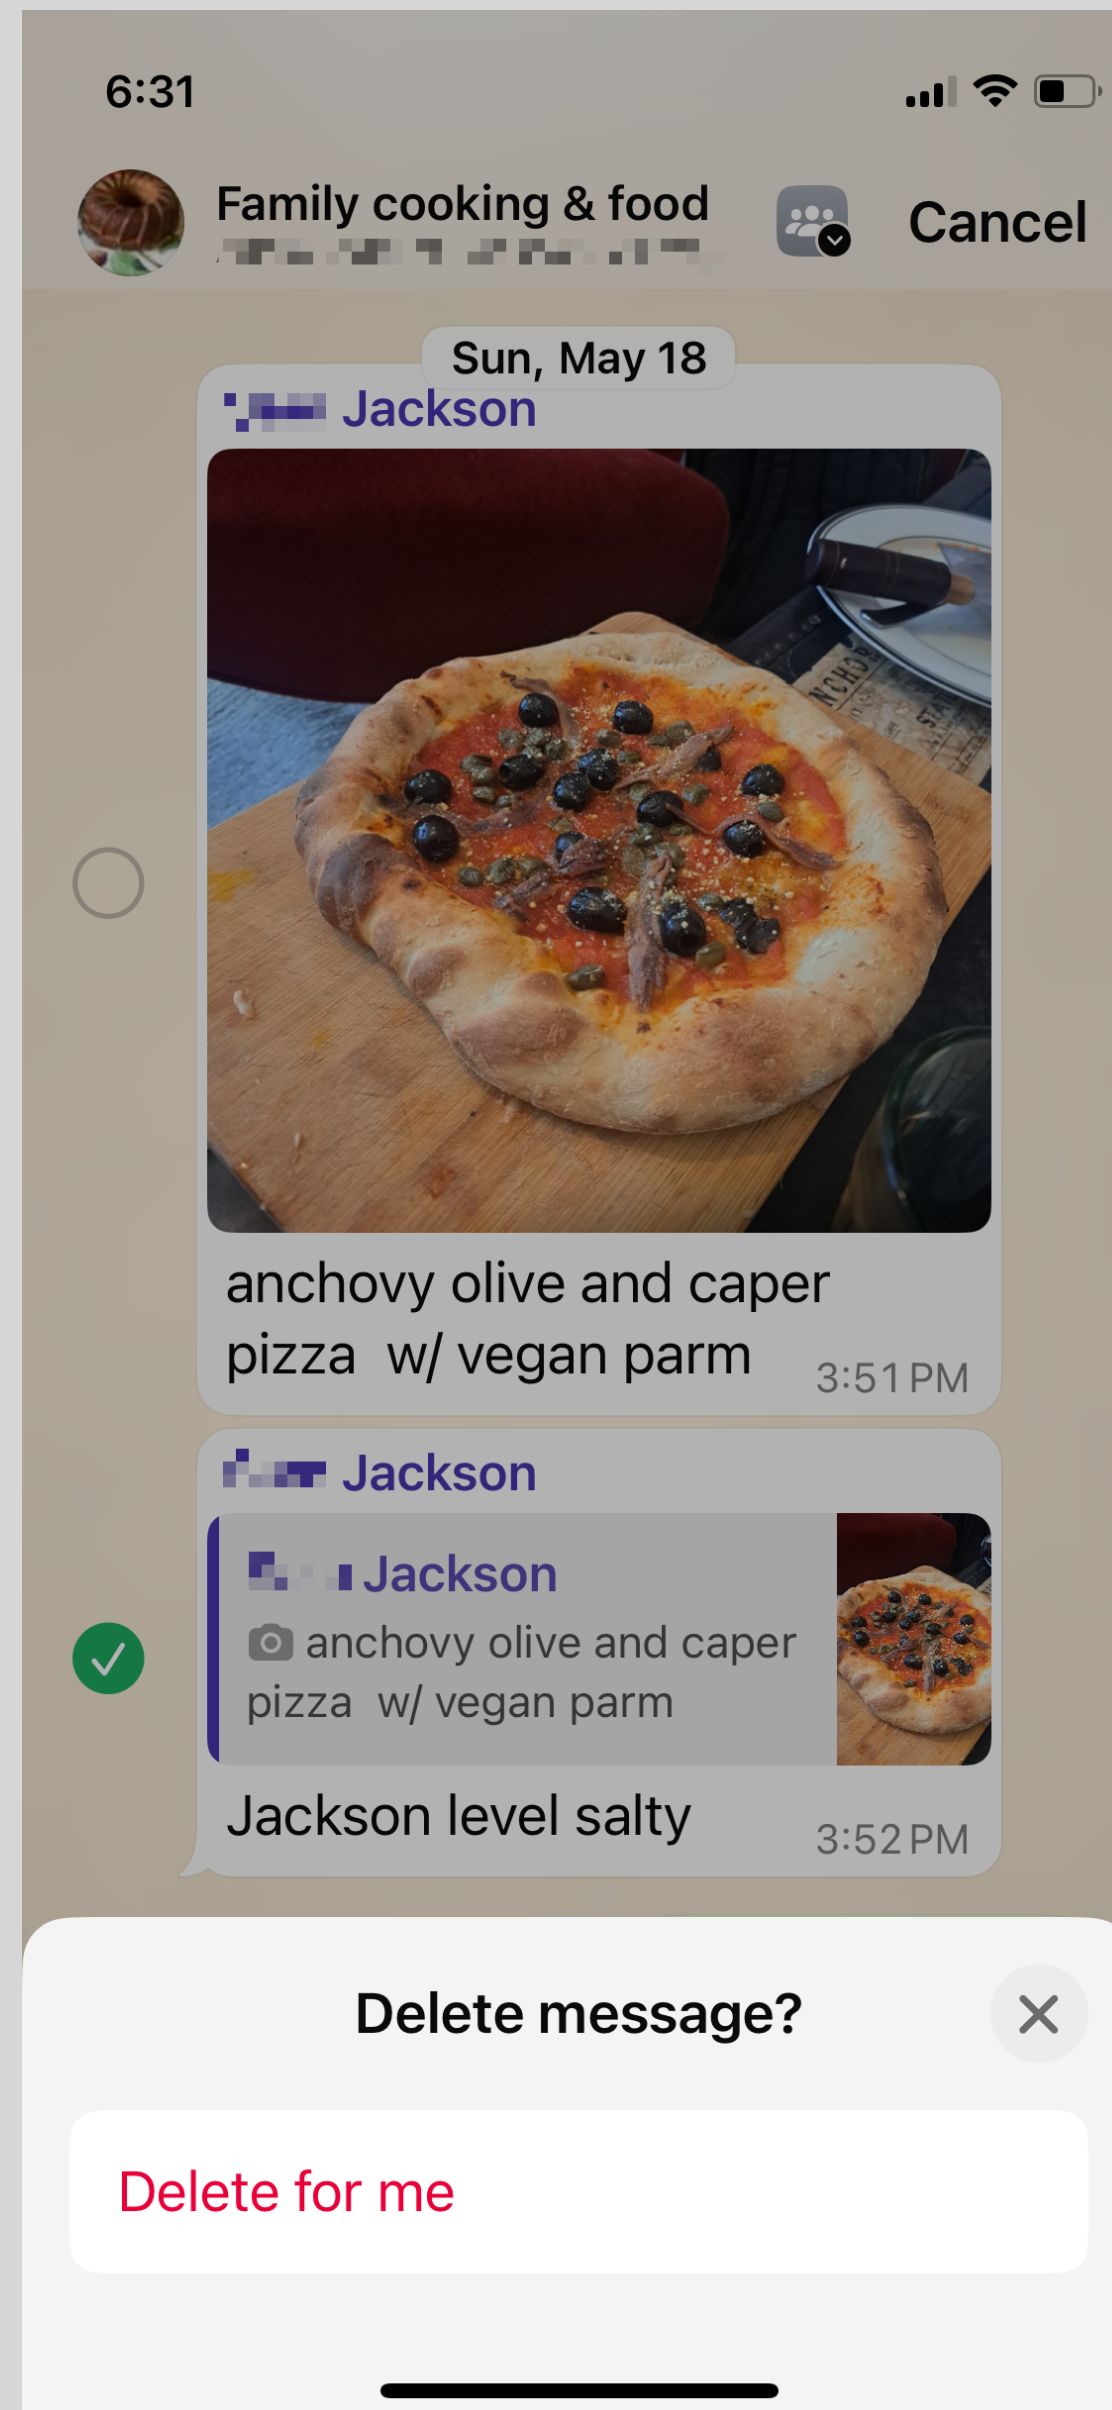 6:31
Family cooking & food
Cancel
Sun, May 18
Jackson
anchovy olive and caper
pizza  w/ vegan parm
3:51 PM
Jackson
Jackson
anchovy olive and caper
pizza  w/ vegan parm
Jackson level salty
3:52 PM
Delete message?
Delete for me